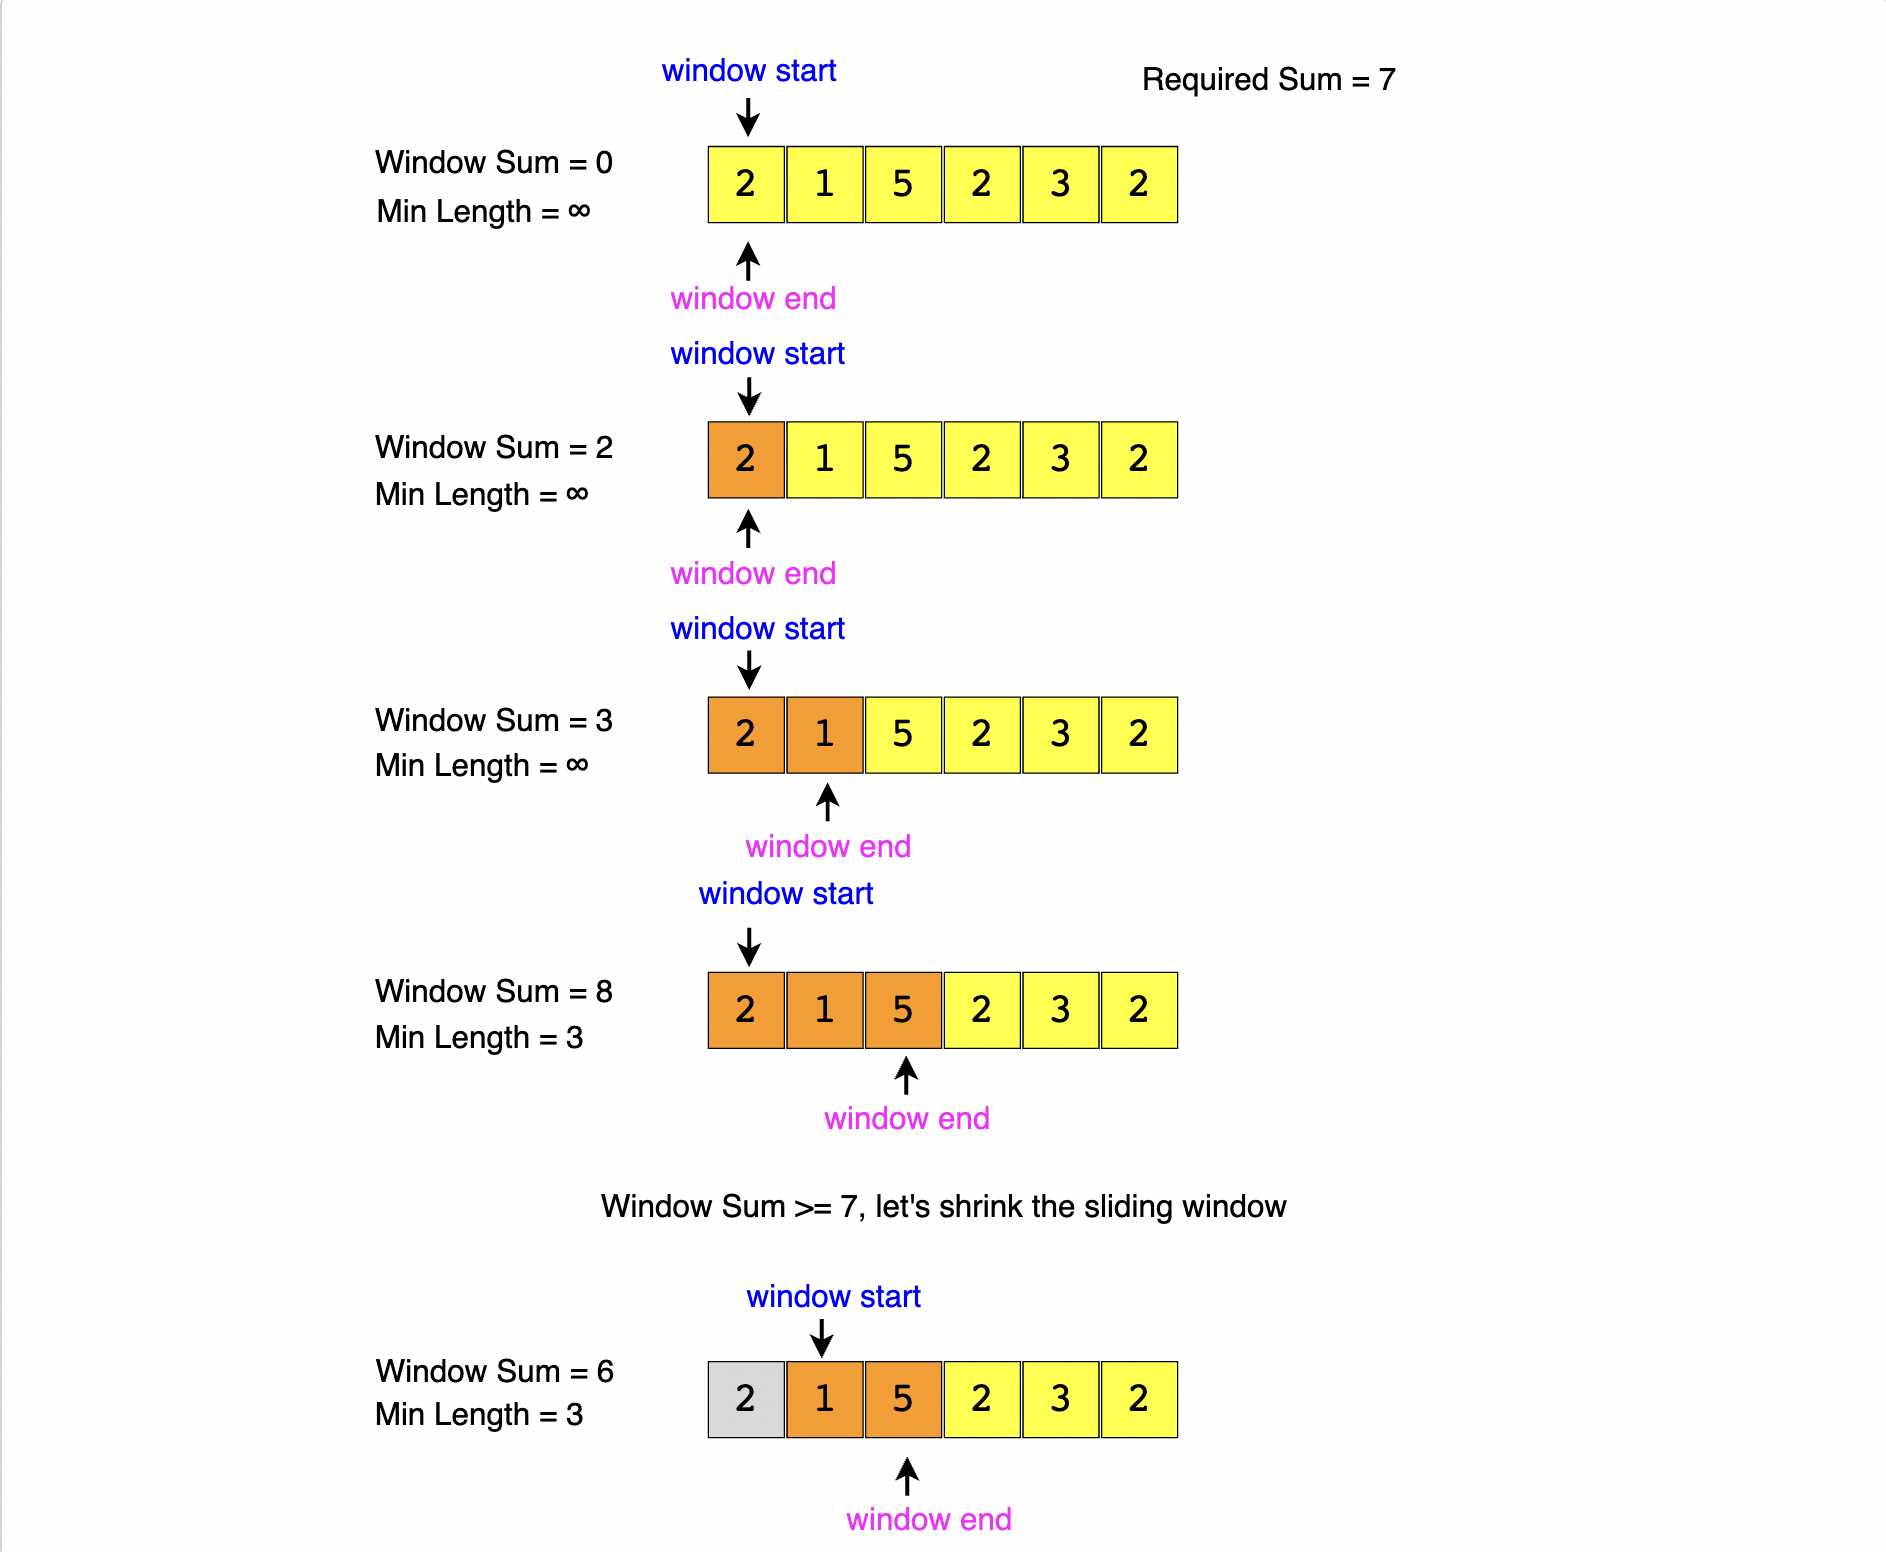 window start
Required Sum = 7
Window Sum = 0
Min Length = ∞
2 1 5 2 3 2
window end
window start
Window Sum = 2
Min Length = ∞
2 1 5 2 3 2
window end
window start
Window Sum = 3
Min Length = ∞
2 1 5 2 3 2
window end
window start
Window Sum = 8
Min Length = 3
2 1 5 2 3 2
window end
Window Sum >= 7, let's shrink the sliding window
window start
Window Sum = 6
Min Length = 3
2 1 5 2 3 2
window end